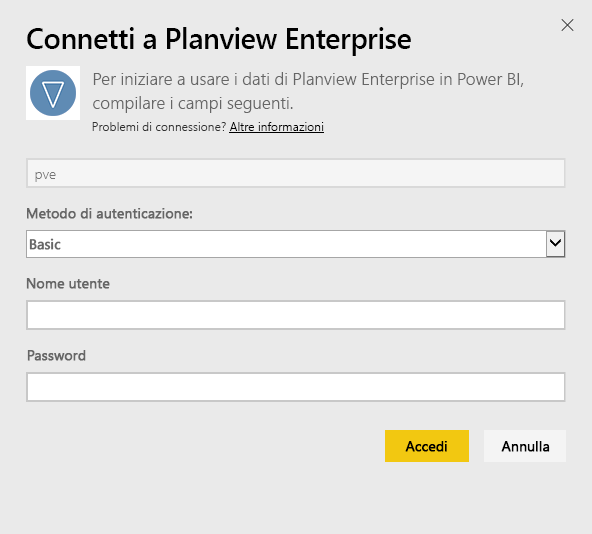 Connetti a Planview Enterprise
Per iniziare a usare i dati di Planview Enterprise in Power BI,
compilare i campi seguenti.
Problemi di connessione? Altre informazioni
pve
Metodo di autenticazione:
Basic
Nome utente
Password
Accedi
Annulla